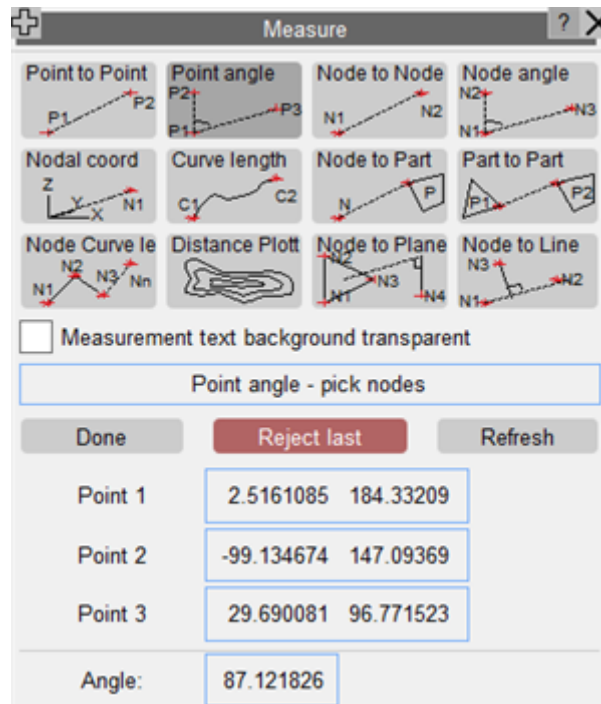 Measure ?
Point to Point Point angle Node to Node Node angle
P1 P2 P2 P1 P3 N1 N2 N2 N1 N3
Nodal coord Curve length Node to Part Part to Part
Z Y X N1 C1 C2 N P P1 P2
Node Curve le Distance Plott Node to Plane Node to Line
N1 N2 N3 Nn N2 N1 N3 N4 N3 N1 N2
Measurement text background transparent
Point angle - pick nodes
Done Reject last Refresh
Point 1 2.5161085 184.33209
Point 2 -99.134674 147.09369
Point 3 29.690081 96.771523
Angle: 87.121826